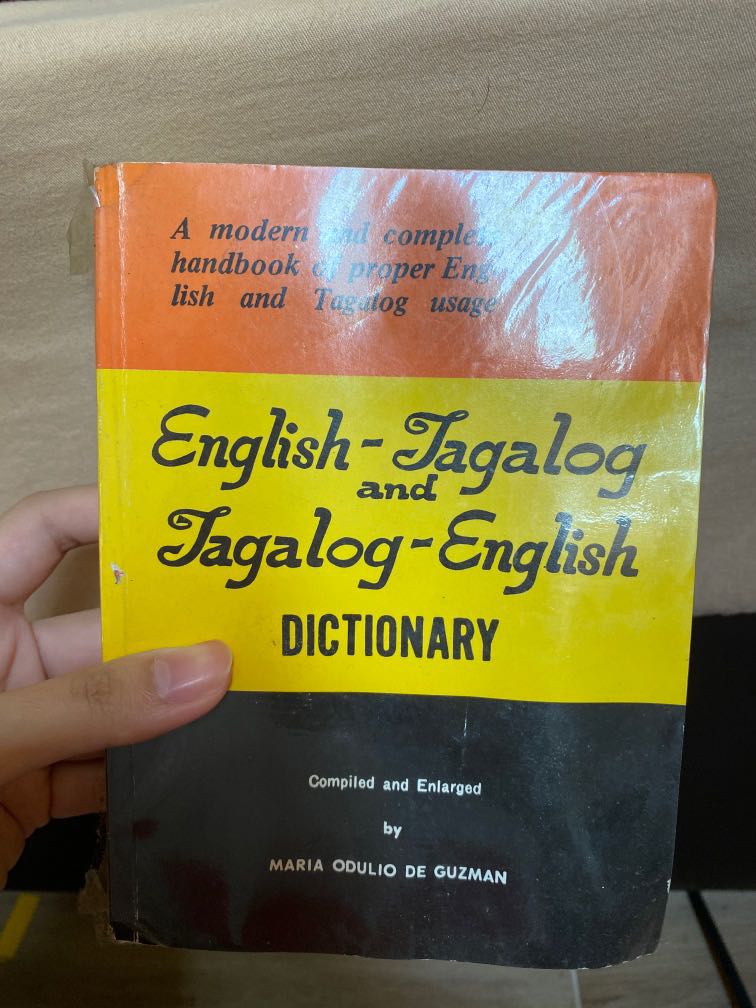 A modern and complete
handbook of proper Eng-
lish and Tagalog usage
English-Tagalog
and
Tagalog-English
DICTIONARY
Compiled and Enlarged
by
MARIA ODULIO DE GUZMAN